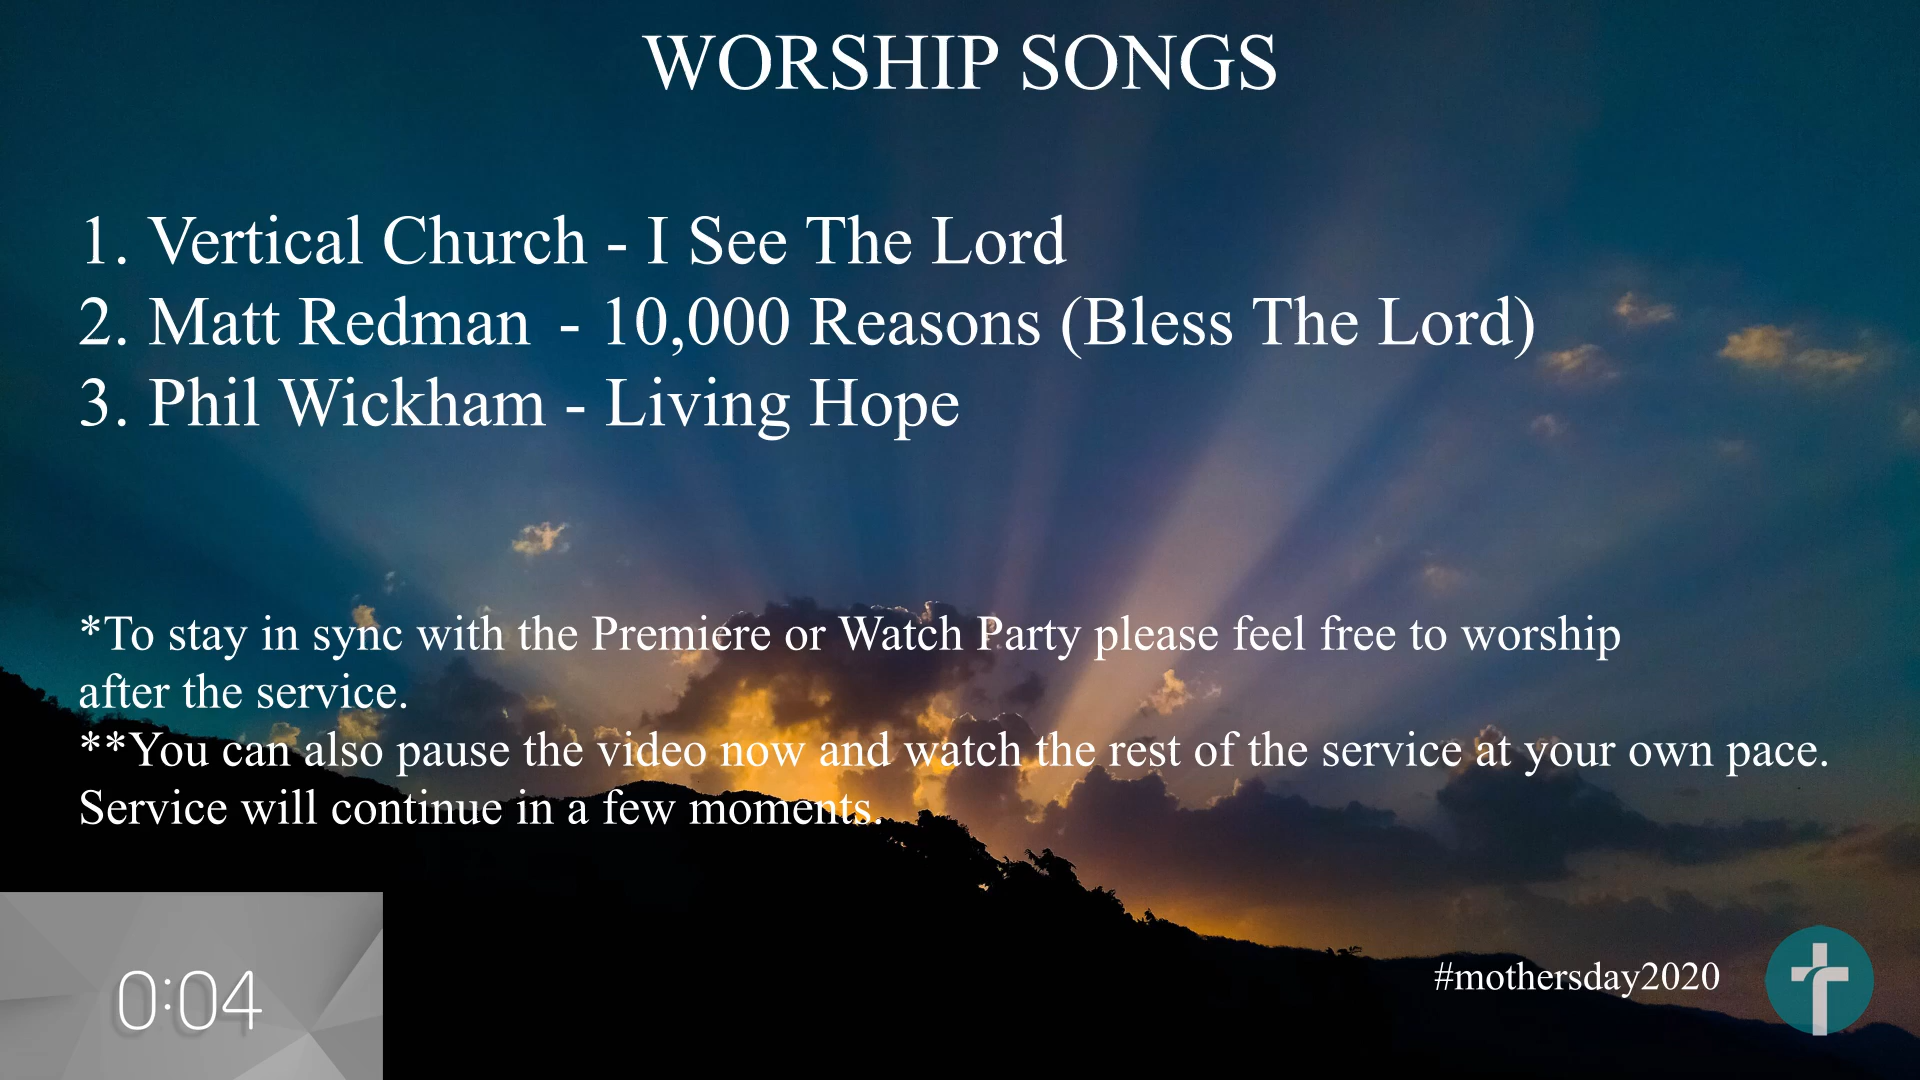 WORSHIP SONGS
1. Vertical Church - I See The Lord
2. Matt Redman - 10,000 Reasons (Bless The Lord)
3. Phil Wickham - Living Hope
*To stay in sync with the Premiere or Watch Party please feel free to worship
after the service.
**You can also pause the video now and watch the rest of the service at your own pace.
Service will continue in a few moments.
0:04
#mothersday2020